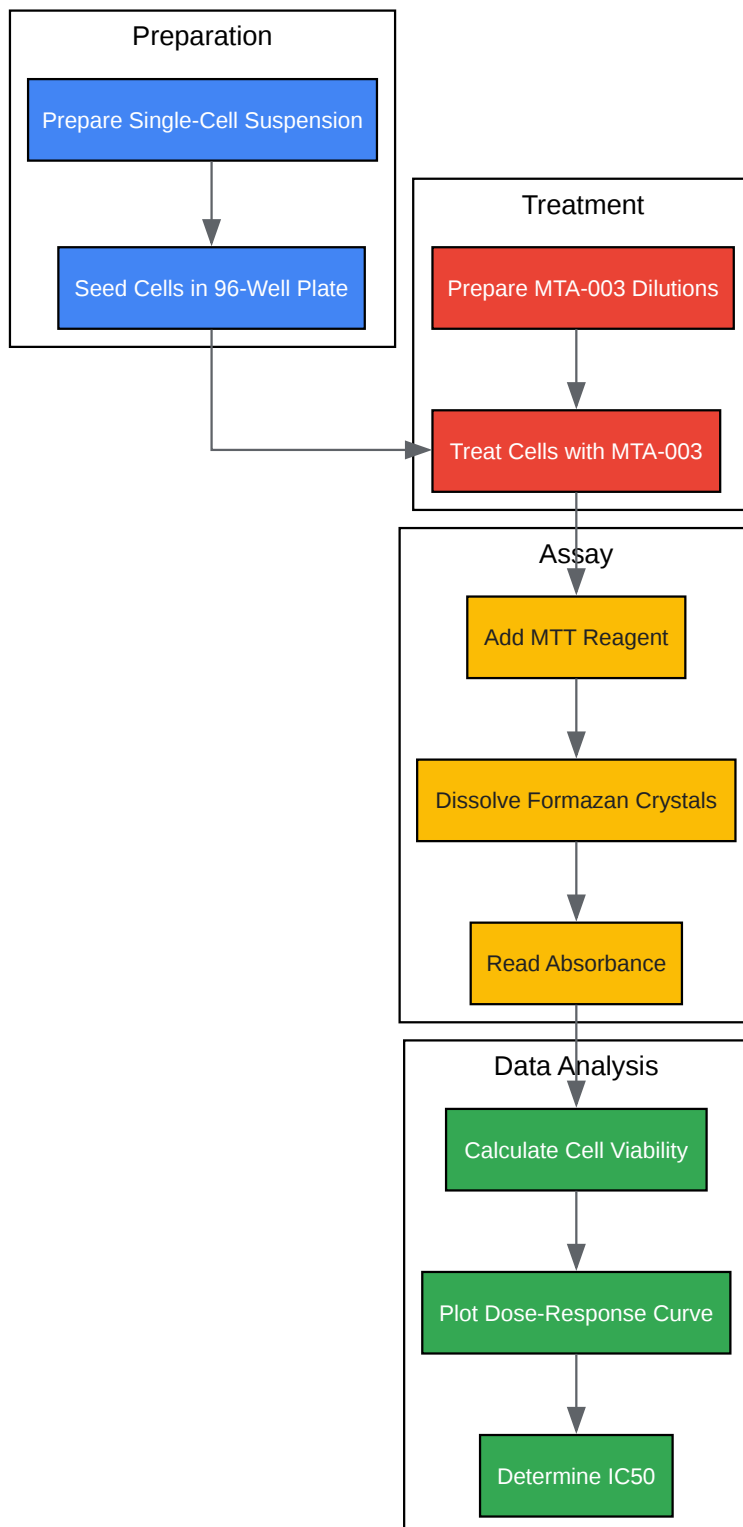 Preparation
Prepare Single-Cell Suspension
Seed Cells in 96-Well Plate
Treatment
Prepare MTA-003 Dilutions
Treat Cells with MTA-003
Assay
Add MTT Reagent
Dissolve Formazan Crystals
Read Absorbance
Data Analysis
Calculate Cell Viability
Plot Dose-Response Curve
Determine IC50